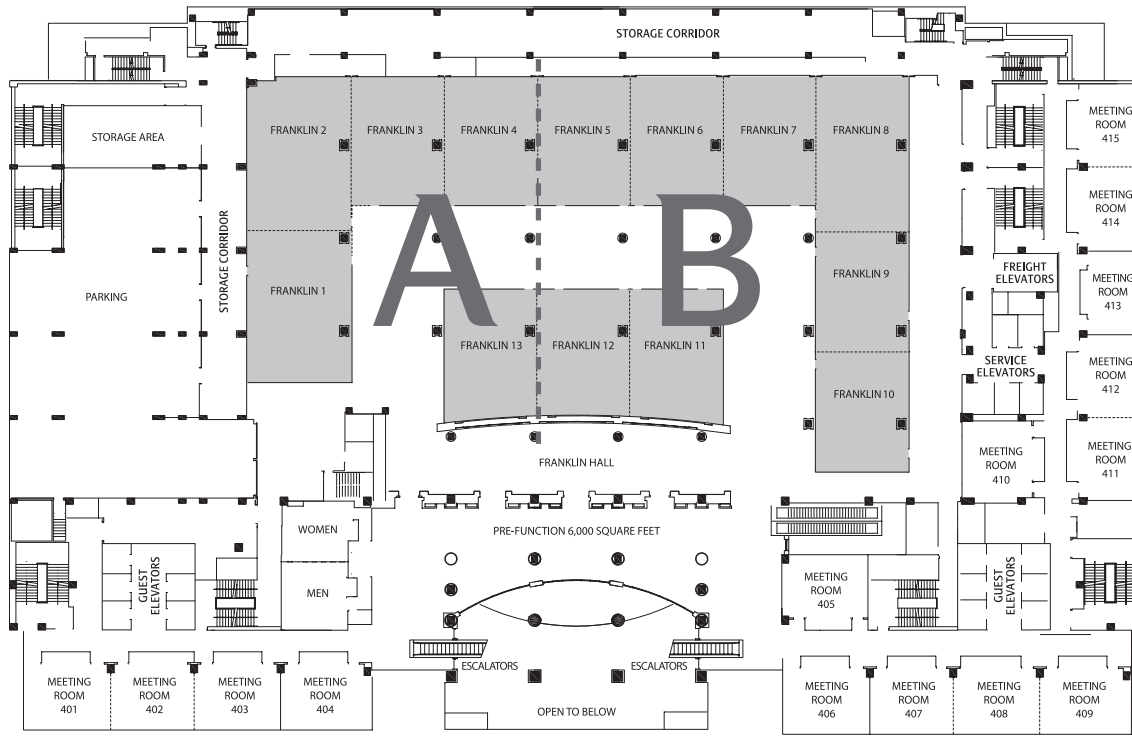 STORAGE CORRIDOR
STORAGE AREA
FRANKLIN 2
FRANKLIN 3
FRANKLIN 4
FRANKLIN 5
FRANKLIN 6
FRANKLIN 7
FRANKLIN 8
MEETING
ROOM
415
MEETING
ROOM
414
A
B
STORAGE CORRIDOR
PARKING
FRANKLIN 1
FRANKLIN 9
FREIGHT
ELEVATORS
MEETING
ROOM
413
FRANKLIN 13
FRANKLIN 12
FRANKLIN 11
SERVICE
ELEVATORS
MEETING
ROOM
412
FRANKLIN 10
MEETING
ROOM
411
MEETING
ROOM
410
FRANKLIN HALL
WOMEN
PRE-FUNCTION 6,000 SQUARE FEET
MEN
GUEST
ELEVATORS
MEETING
ROOM
405
GUEST
ELEVATORS
ESCALATORS
ESCALATORS
MEETING
ROOM
401
MEETING
ROOM
402
MEETING
ROOM
403
MEETING
ROOM
404
OPEN TO BELOW
MEETING
ROOM
406
MEETING
ROOM
407
MEETING
ROOM
408
MEETING
ROOM
409